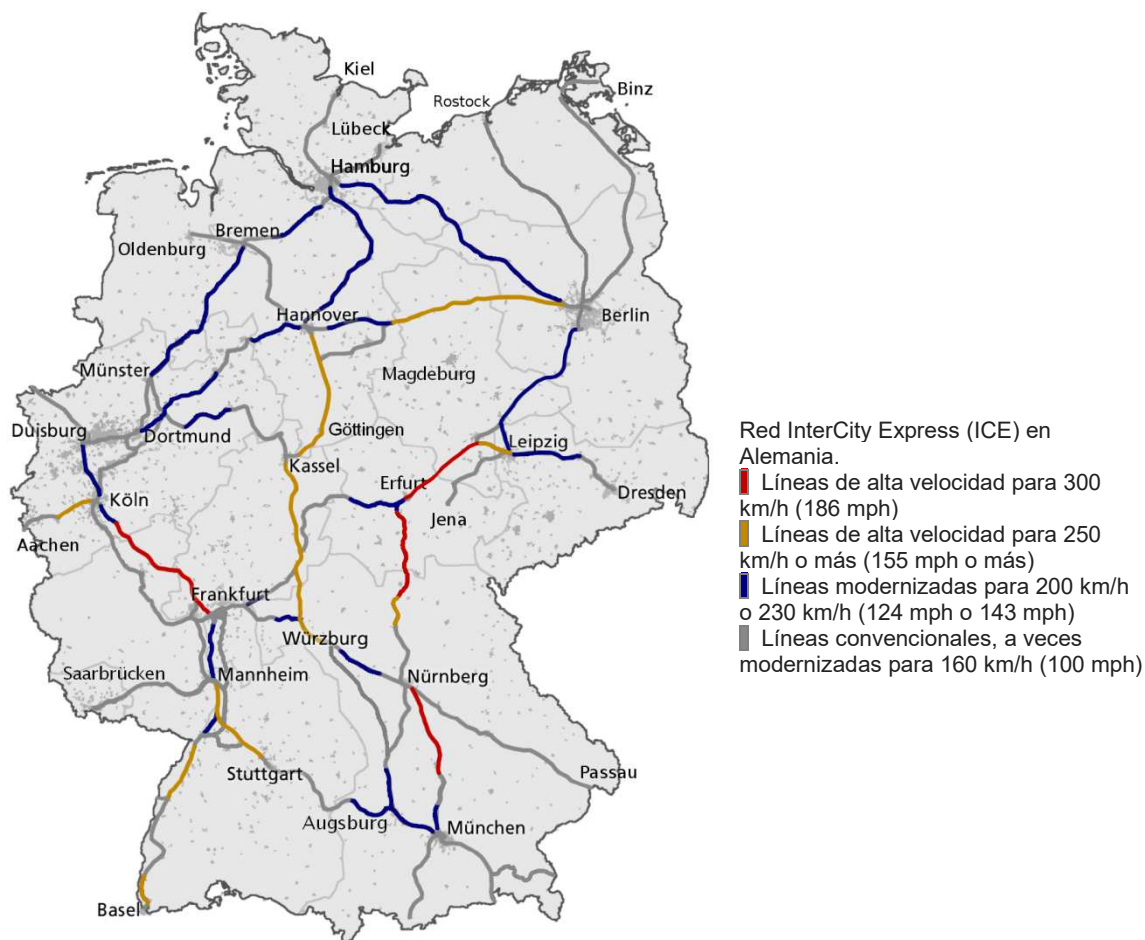 Kiel
Binz
Rostock
Lübeck
Hamburg
Bremen
Oldenburg
Hannover
Berlin
Münster
Magdeburg
Duisburg
Dortmund
Göttingen
Leipzig
Kassel
Erfurt
Dresden
Köln
Jena
Aachen
Frankfurt
Würzburg
Saarbrücken
Mannheim
Nürnberg
Stuttgart
Passau
Augsburg
München
Basel
Red InterCity Express (ICE) en
Alemania.
Líneas de alta velocidad para 300
km/h (186 mph)
Líneas de alta velocidad para 250
km/h o más (155 mph o más)
Líneas modernizadas para 200 km/h
o 230 km/h (124 mph o 143 mph)
Líneas convencionales, a veces
modernizadas para 160 km/h (100 mph)